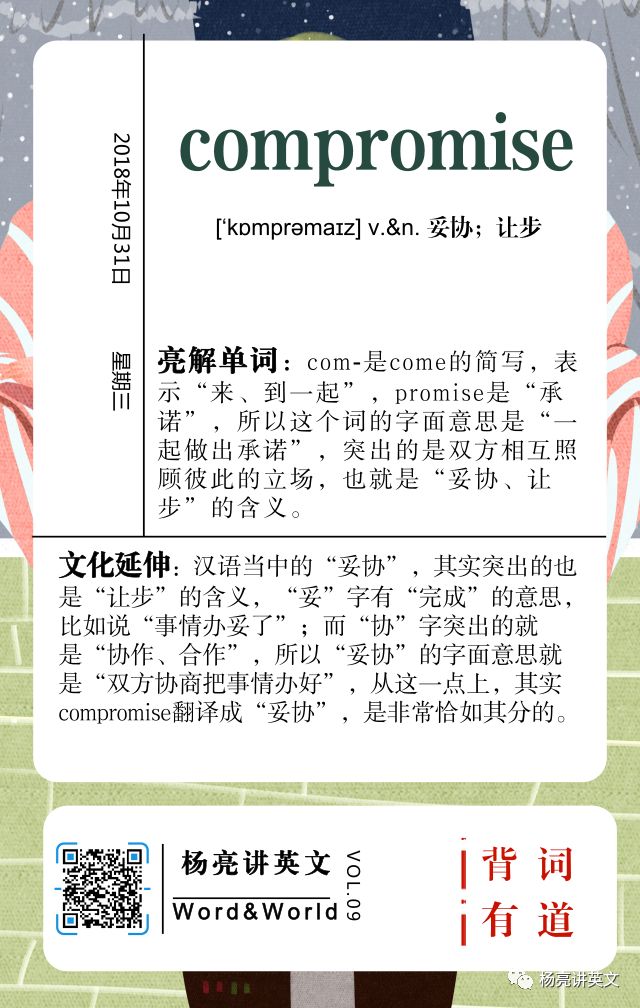 compromise
2018年10月31日
星期三
['kɒmprəmaɪz] v.&n. 妥协；让步
亮解单词：com-是come的简写，表
示“来、到一起”，promise是“承
诺”，所以这个词的字面意思是“一
起做出承诺”，突出的是双方相互照
顾彼此的立场，也就是“妥协、让
步”的含义。
文化延伸：汉语当中的“妥协”，其实突出的也
是“让步”的含义，“妥”字有“完成”的意思，
比如说“事情办妥了”；而“协”字突出的就
是“协作、合作”，所以“妥协”的字面意思就
是“双方协商把事情办好”，从这一点上，其实
compromise翻译成“妥协”，是非常恰如其分的。
杨亮讲英文
Word&World
VOL.09
背词
有道
杨亮讲英文